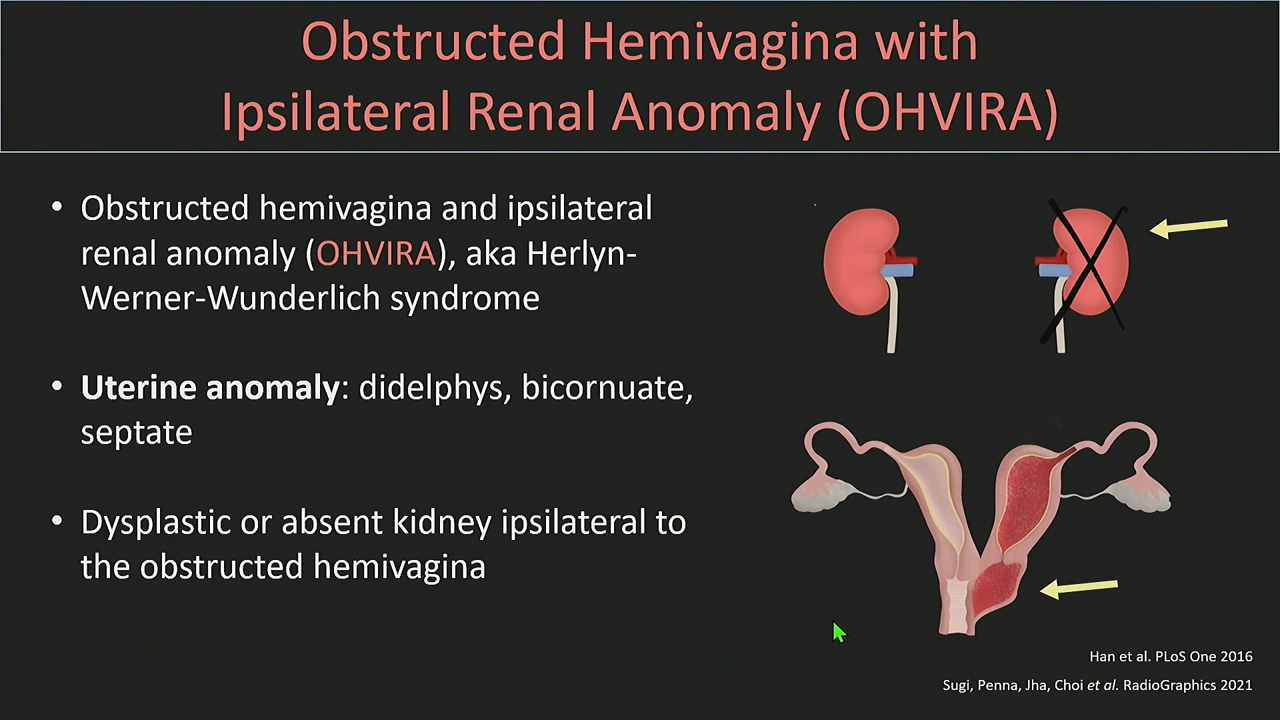 Obstructed Hemivagina with
Ipsilateral Renal Anomaly (OHVIRA)
• Obstructed hemivagina and ipsilateral
renal anomaly (OHVIRA), aka Herlyn-
Werner-Wunderlich syndrome
• Uterine anomaly: didelphys, bicornuate,
septate
• Dysplastic or absent kidney ipsilateral to
the obstructed hemivagina
Han et al. PLoS One 2016
Sugi, Penna, Jha, Choi et al. RadioGraphics 2021